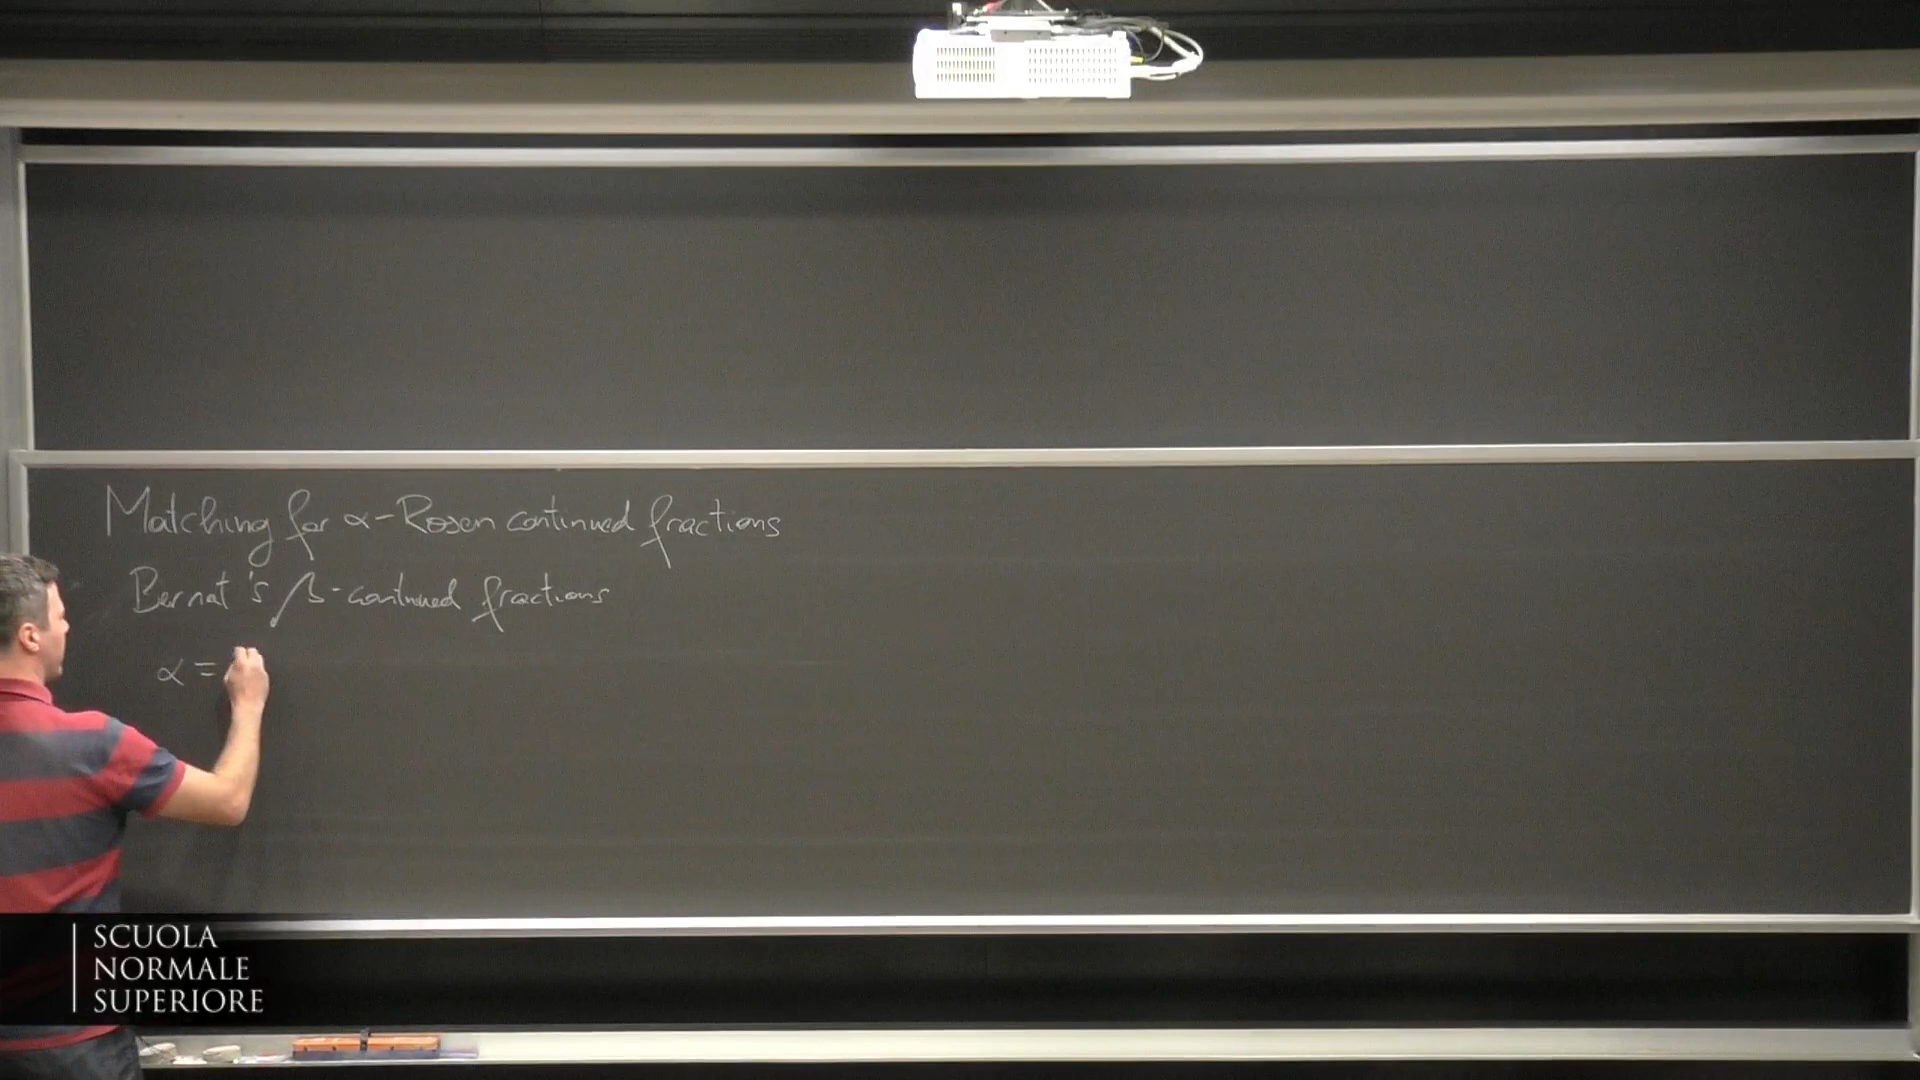 Matching for α-Rosen continued fractions
Bernat's β-continued fractions
α =
SCUOLA
NORMALE
SUPERIORE